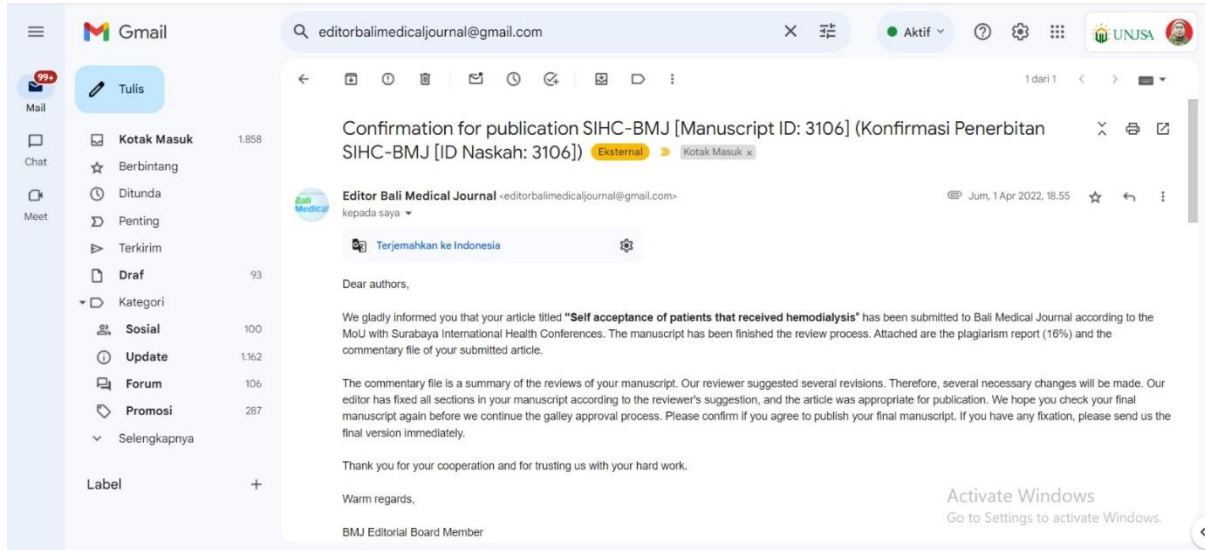 Gmail
editorbalimedicaljournal@gmail.com
Aktif
UNUSA
99+
Mail
Chat
Meet
Tulis
Kotak Masuk 1.858
Berbintang
Ditunda
Penting
Terkirim
Draf 93
Kategori
Sosial 100
Update 1.162
Forum 106
Promosi 287
Selengkapnya
Label
1 dari 1
Confirmation for publication SIHC-BMJ [Manuscript ID: 3106] (Konfirmasi Penerbitan
SIHC-BMJ [ID Naskah: 3106]) Eksternal Kotak Masuk x
Bali
Medical
Editor Bali Medical Journal <editorbalimedicaljournal@gmail.com> Jum, 1 Apr 2022, 18.55
kepada saya
Terjemahkan ke Indonesia
Dear authors,
We gladly informed you that your article titled "Self acceptance of patients that received hemodialysis" has been submitted to Bali Medical Journal according to the
MoU with Surabaya International Health Conferences. The manuscript has been finished the review process. Attached are the plagiarism report (16%) and the
commentary file of your submitted article.
The commentary file is a summary of the reviews of your manuscript. Our reviewer suggested several revisions. Therefore, several necessary changes will be made. Our
editor has fixed all sections in your manuscript according to the reviewer's suggestion, and the article was appropriate for publication. We hope you check your final
manuscript again before we continue the galley approval process. Please confirm if you agree to publish your final manuscript. If you have any fixation, please send us the
final version immediately.
Thank you for your cooperation and for trusting us with your hard work.
Warm regards,
BMJ Editorial Board Member
Activate Windows
Go to Settings to activate Windows.